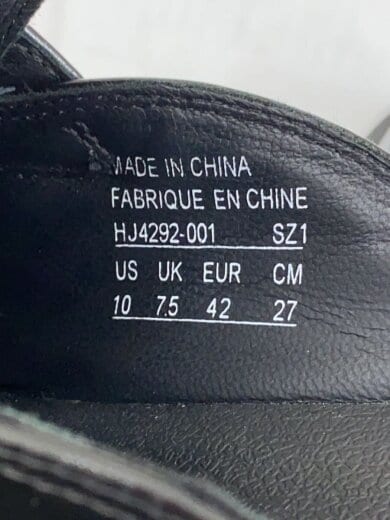 MADE IN CHINA
FABRIQUE EN CHINE
HJ4292-001 SZ1
US UK EUR CM
10 7.5 42 27